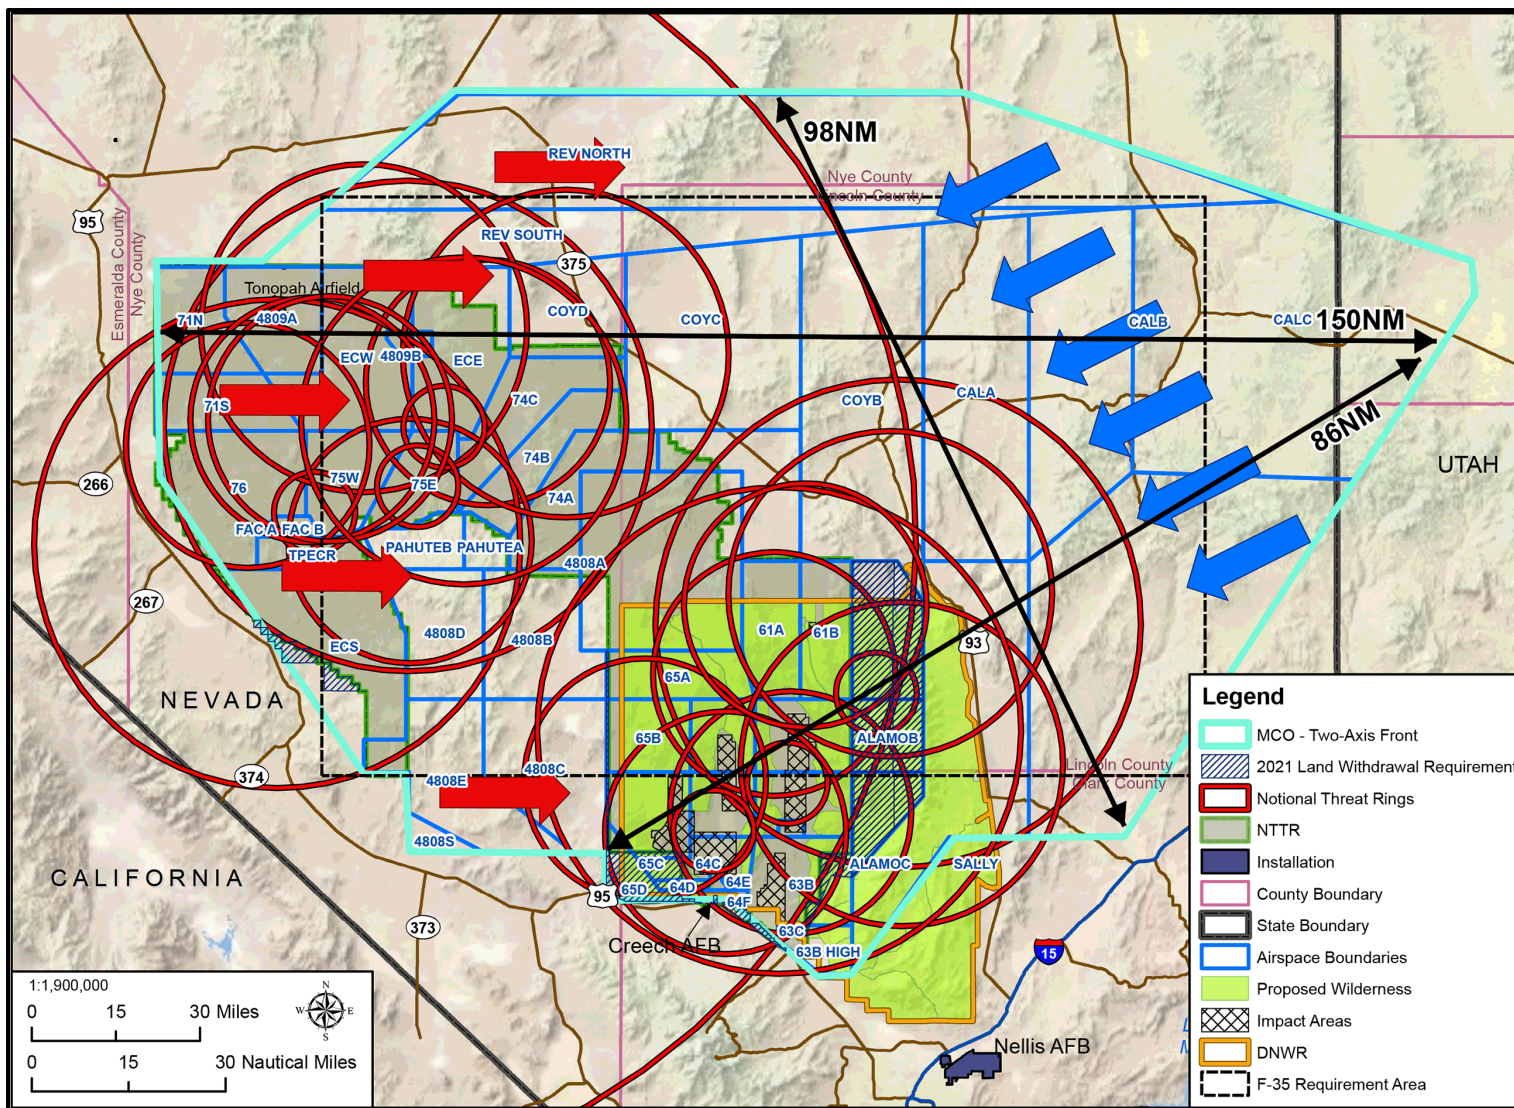 98NM
REV NORTH
Nye County
Lincoln County
95
Esmeralda County
Nye County
REV SOUTH
375
Tonopah Airfield
71N
4809A
COYD
COYC
CALB
CALC
150NM
ECW
4809B
ECE
71S
74C
COYB
CALA
86NM
74B
UTAH
266
76
75W
75E
74A
FAC A
FAC B
TPECR
PAHUTEB
PAHUTEA
4808A
267
4808D
4808B
61A
61B
93
ECS
65A
NEVADA
65B
ALAMOB
374
4808E
4808C
Lincoln County
Clark County
4808S
65C
64C
ALAMOC
SALLY
CALIFORNIA
65D
64D
64E
63B
95
64F
373
Creech AFB
63C
63B HIGH
15
Nellis AFB
1:1,900,000
0 15 30 Miles
0 15 30 Nautical Miles
N
W
E
S
Legend
MCO - Two-Axis Front
2021 Land Withdrawal Requirement
Notional Threat Rings
NTTR
Installation
County Boundary
State Boundary
Airspace Boundaries
Proposed Wilderness
Impact Areas
DNWR
F-35 Requirement Area